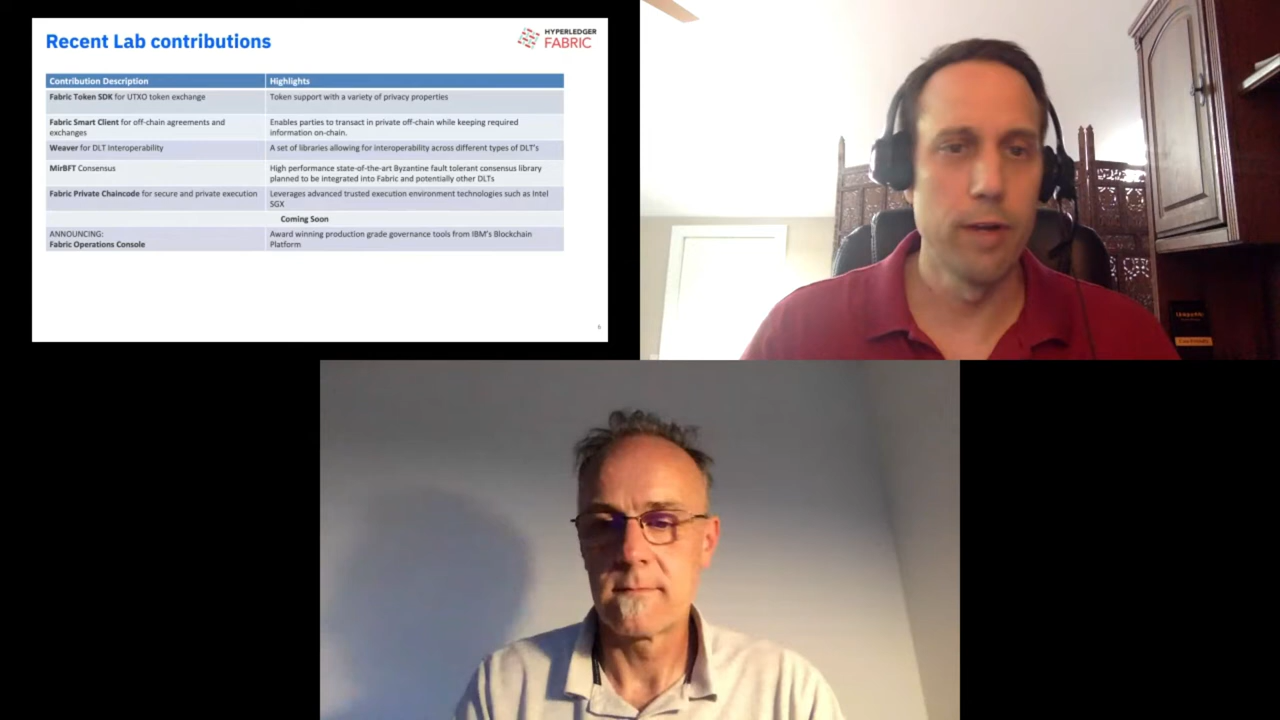 Recent Lab contributions
HYPERLEDGER
FABRIC
Contribution Description Highlights
Fabric Token SDK for UTXO token exchange Token support with a variety of privacy properties
Fabric Smart Client for off-chain agreements and Enables parties to transact in private off-chain while keeping required
exchanges information on-chain.
Weaver for DLT Interoperability A set of libraries allowing for interoperability across different types of DLT's
MirBFT Consensus High performance state-of-the-art Byzantine fault tolerant consensus library
planned to be integrated into Fabric and potentially other DLTs
Fabric Private Chaincode for secure and private execution Leverages advanced trusted execution environment technologies such as Intel
SGX
Coming Soon
ANNOUNCING: Award winning production grade governance tools from IBM's Blockchain
Fabric Operations Console Platform
6